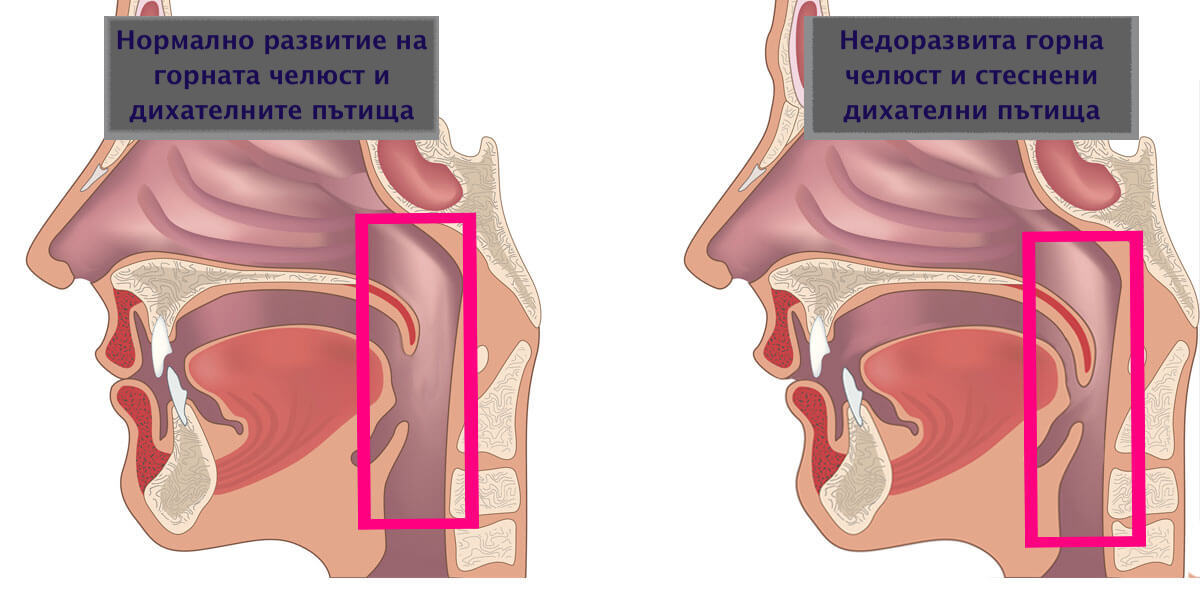 Нормално развитие на
горната челюст и
дихателните пътища
Недоразвита горна
челюст и стеснени
дихателни пътища